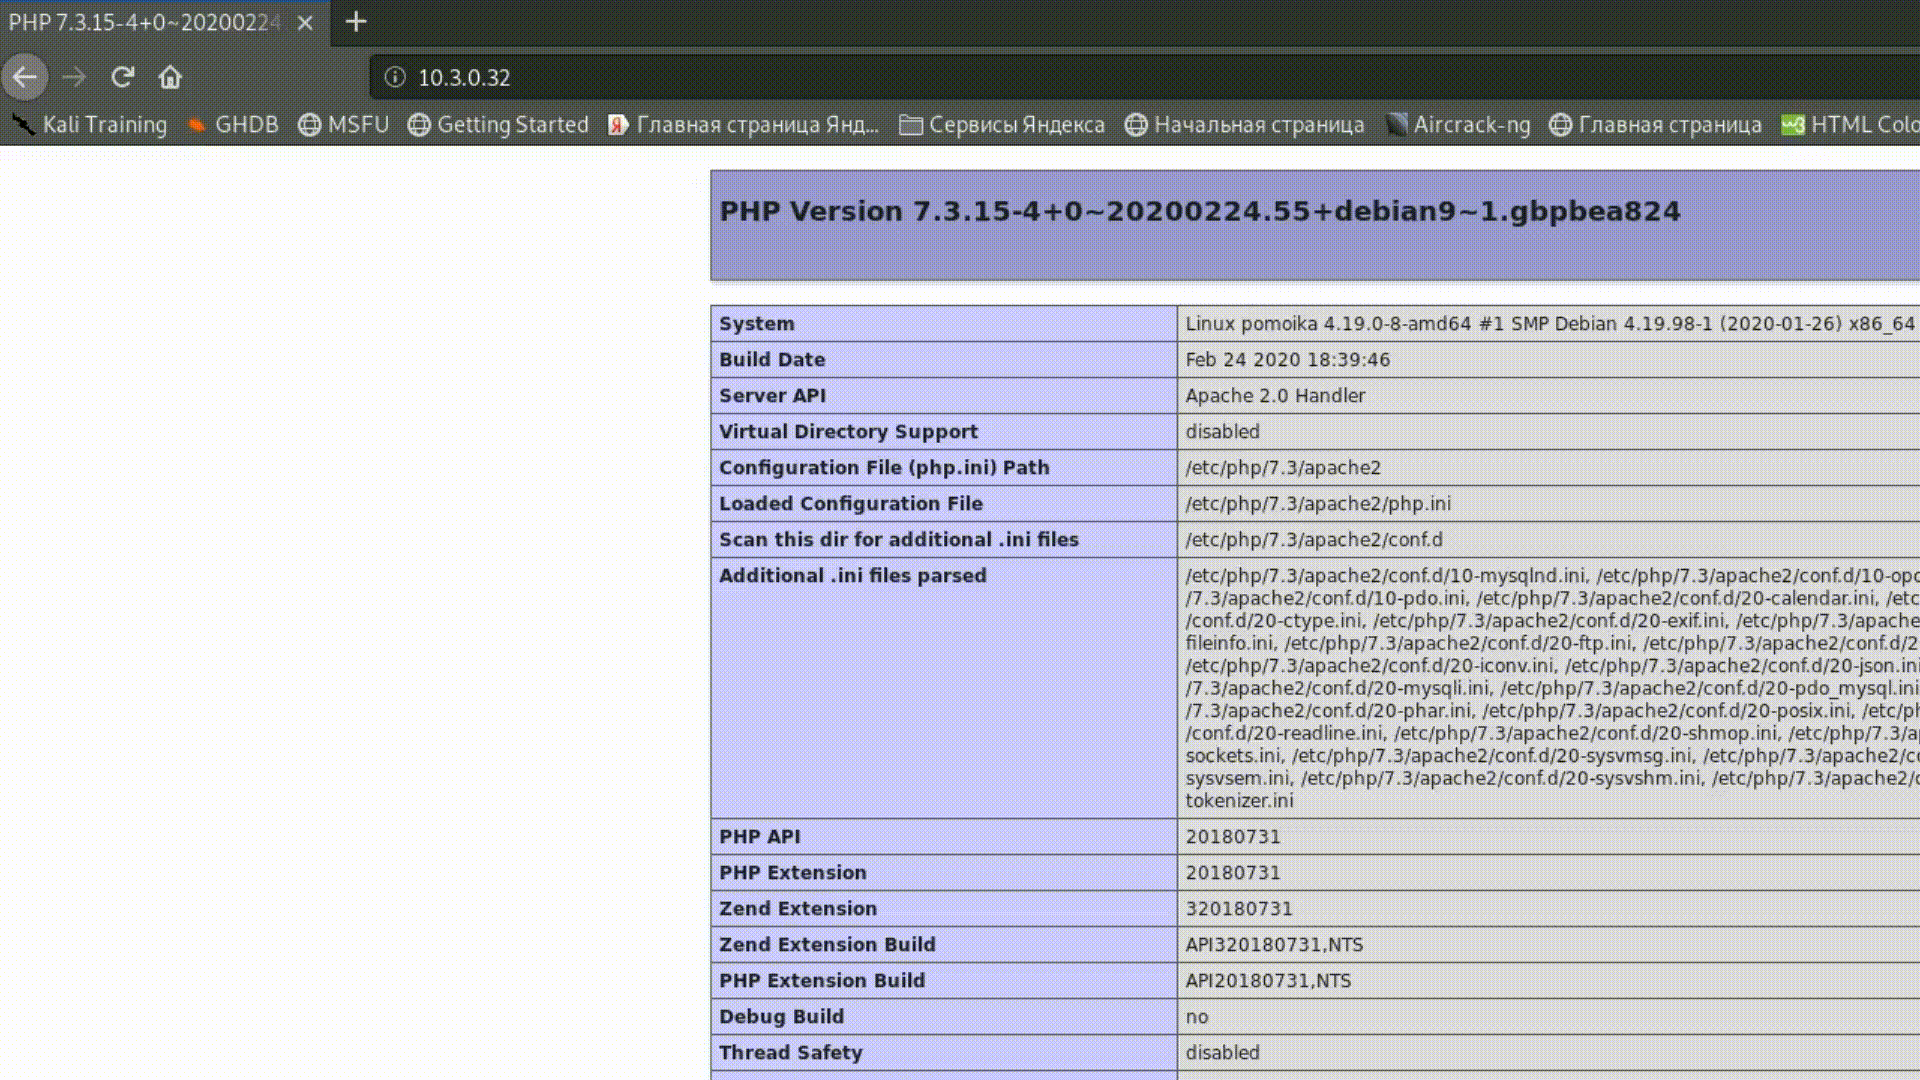 PHP 7.3.15-4+0~20200224
10.3.0.32
Kali Training GHDB MSFU Getting Started Главная страница Янд... Сервисы Яндекса Начальная страница Aircrack-ng Главная страница HTML Colo
PHP Version 7.3.15-4+0~20200224.55+debian9~1.gbpbea824
System Linux pomoika 4.19.0-8-amd64 #1 SMP Debian 4.19.98-1 (2020-01-26) x86_64
Build Date Feb 24 2020 18:39:46
Server API Apache 2.0 Handler
Virtual Directory Support disabled
Configuration File (php.ini) Path /etc/php/7.3/apache2
Loaded Configuration File /etc/php/7.3/apache2/php.ini
Scan this dir for additional .ini files /etc/php/7.3/apache2/conf.d
Additional .ini files parsed /etc/php/7.3/apache2/conf.d/10-mysqlnd.ini, /etc/php/7.3/apache2/conf.d/10-opc
/7.3/apache2/conf.d/10-pdo.ini, /etc/php/7.3/apache2/conf.d/20-calendar.ini, /etc
/conf.d/20-ctype.ini, /etc/php/7.3/apache2/conf.d/20-exif.ini, /etc/php/7.3/apache
fileinfo.ini, /etc/php/7.3/apache2/conf.d/20-ftp.ini, /etc/php/7.3/apache2/conf.d/2
/etc/php/7.3/apache2/conf.d/20-iconv.ini, /etc/php/7.3/apache2/conf.d/20-json.ini
/7.3/apache2/conf.d/20-mysqli.ini, /etc/php/7.3/apache2/conf.d/20-pdo_mysql.ini
/7.3/apache2/conf.d/20-phar.ini, /etc/php/7.3/apache2/conf.d/20-posix.ini, /etc/ph
/conf.d/20-readline.ini, /etc/php/7.3/apache2/conf.d/20-shmop.ini, /etc/php/7.3/a
sockets.ini, /etc/php/7.3/apache2/conf.d/20-sysvmsg.ini, /etc/php/7.3/apache2/c
sysvsem.ini, /etc/php/7.3/apache2/conf.d/20-sysvshm.ini, /etc/php/7.3/apache2/
tokenizer.ini
PHP API 20180731
PHP Extension 20180731
Zend Extension 320180731
Zend Extension Build API320180731,NTS
PHP Extension Build API20180731,NTS
Debug Build no
Thread Safety disabled